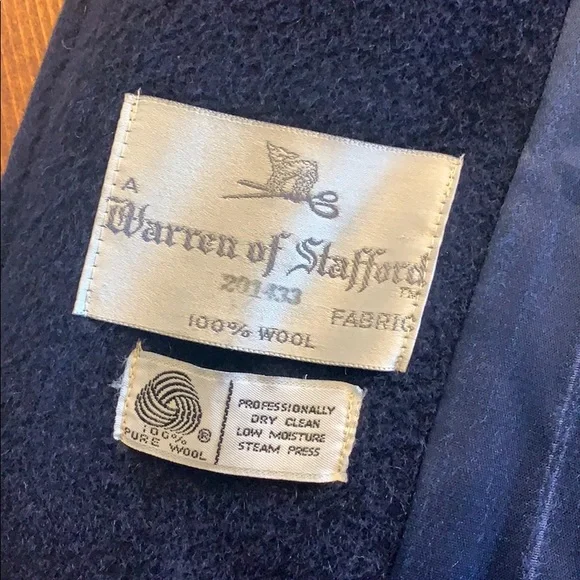 A
Warren of Stafford
™
201433
FABRIC
100% WOOL
100%
PURE WOOL
®
PROFESSIONALLY
DRY CLEAN
LOW MOISTURE
STEAM PRESS